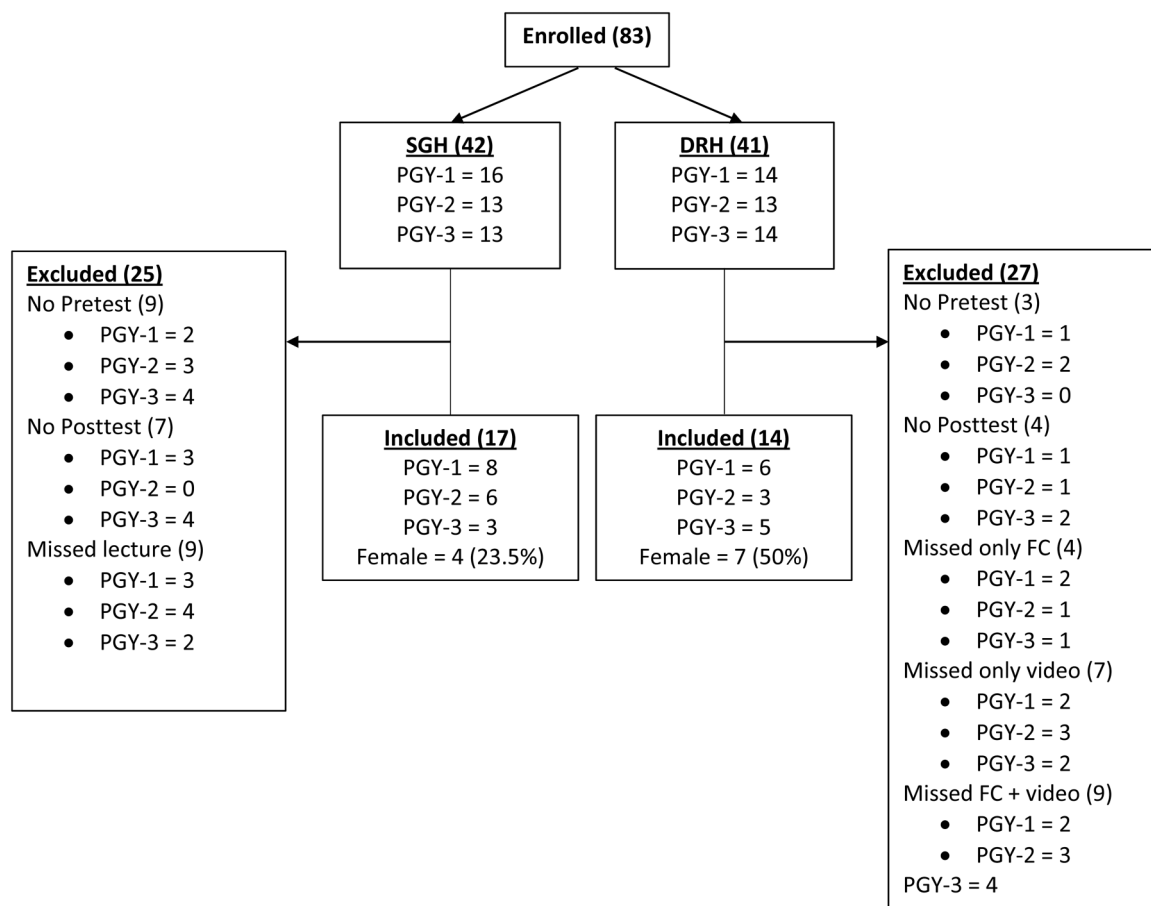 Enrolled (83)
SGH (42)
PGY-1 = 16
PGY-2 = 13
PGY-3 = 13
DRH (41)
PGY-1 = 14
PGY-2 = 13
PGY-3 = 14
Excluded (25)
No Pretest (9)
• PGY-1 = 2
• PGY-2 = 3
• PGY-3 = 4
No Posttest (7)
• PGY-1 = 3
• PGY-2 = 0
• PGY-3 = 4
Missed lecture (9)
• PGY-1 = 3
• PGY-2 = 4
• PGY-3 = 2
Included (17)
PGY-1 = 8
PGY-2 = 6
PGY-3 = 3
Female = 4 (23.5%)
Included (14)
PGY-1 = 6
PGY-2 = 3
PGY-3 = 5
Female = 7 (50%)
Excluded (27)
No Pretest (3)
• PGY-1 = 1
• PGY-2 = 2
• PGY-3 = 0
No Posttest (4)
• PGY-1 = 1
• PGY-2 = 1
• PGY-3 = 2
Missed only FC (4)
• PGY-1 = 2
• PGY-2 = 1
• PGY-3 = 1
Missed only video (7)
• PGY-1 = 2
• PGY-2 = 3
• PGY-3 = 2
Missed FC + video (9)
• PGY-1 = 2
• PGY-2 = 3
PGY-3 = 4